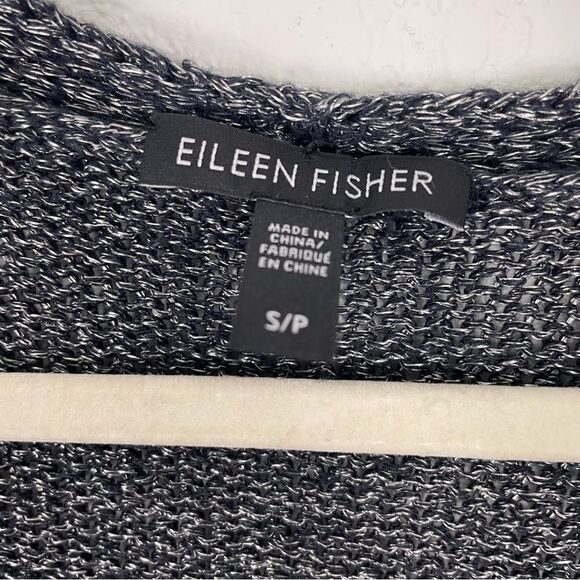 EILEEN FISHER
MADE IN
CHINA/
FABRIQUÉ
EN CHINE
S/P